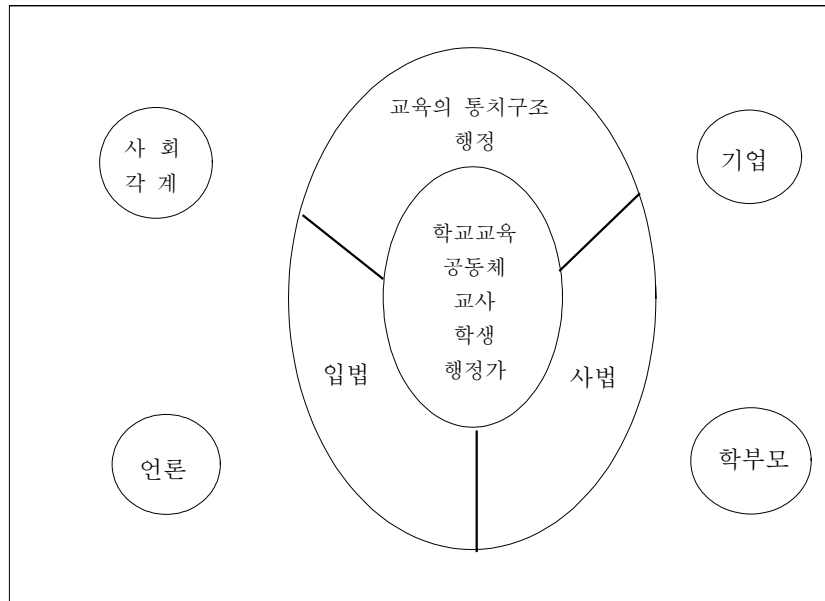 교육의 통치구조
행정
사 회
각 계
기업
학교교육
공동체
교사
학생
행정가
입법
사법
언론
학부모